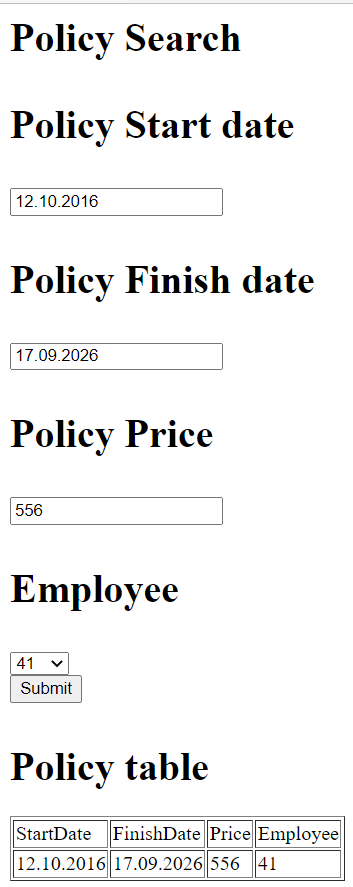 Policy Search
Policy Start date
12.10.2016
Policy Finish date
17.09.2026
Policy Price
556
Employee
41
Submit
Policy table
StartDate FinishDate Price Employee
12.10.2016 17.09.2026 556 41